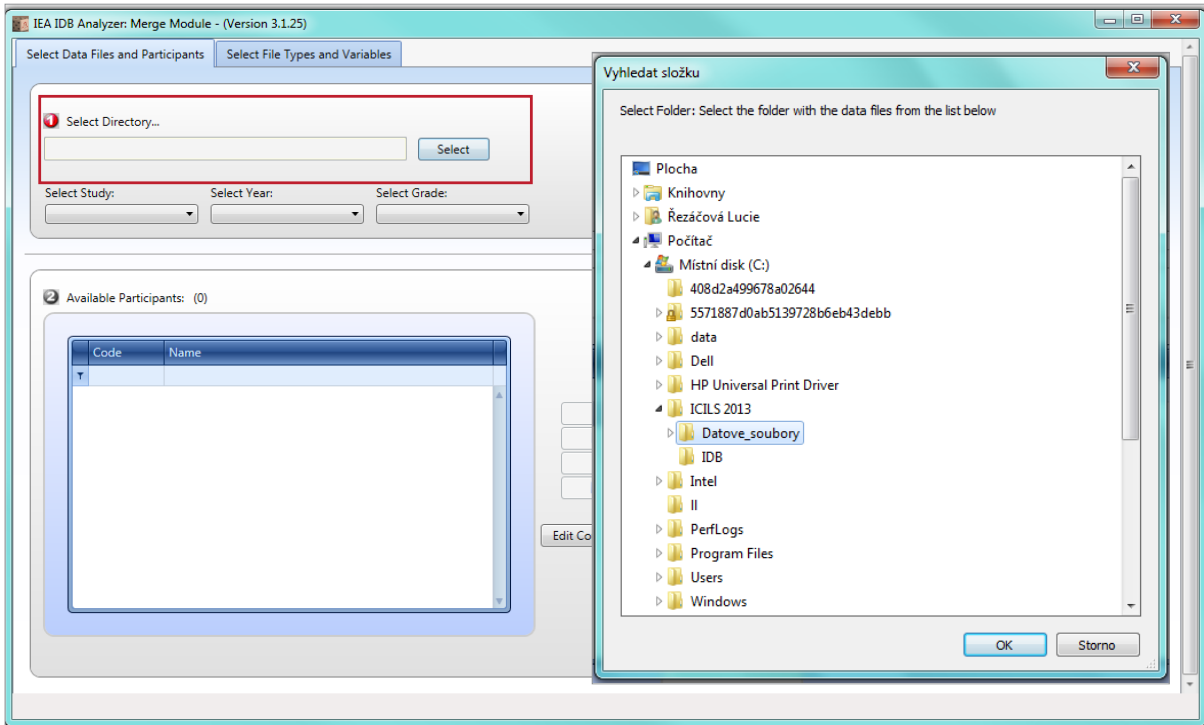 IEA IDB Analyzer: Merge Module - (Version 3.1.25)
Select Data Files and Participants
Select File Types and Variables
1 Select Directory...
Select
Select Study:
Select Year:
Select Grade:
2 Available Participants: (0)
Code
Name
Edit Co
Vyhledat složku
Select Folder: Select the folder with the data files from the list below
Plocha
Knihovny
Řezáčová Lucie
Počítač
Místní disk (C:)
408d2a499678a02644
5571887d0ab5139728b6eb43debb
data
Dell
HP Universal Print Driver
ICILS 2013
Datove_soubory
IDB
Intel
II
PerfLogs
Program Files
Users
Windows
OK
Storno